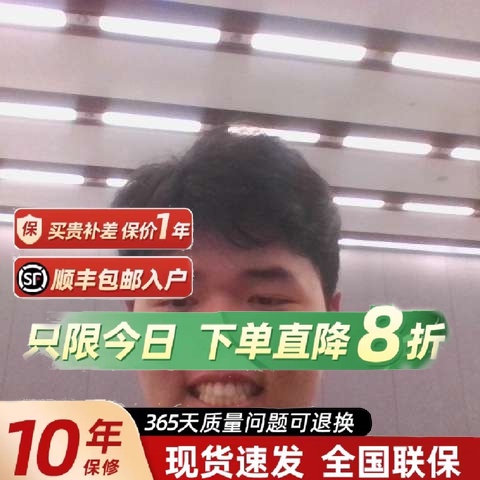 保 买贵补差 保价1年
SF 顺丰包邮入户
只限今日 下单直降8折
365天质量问题可退换
10年保修 现货速发 全国联保